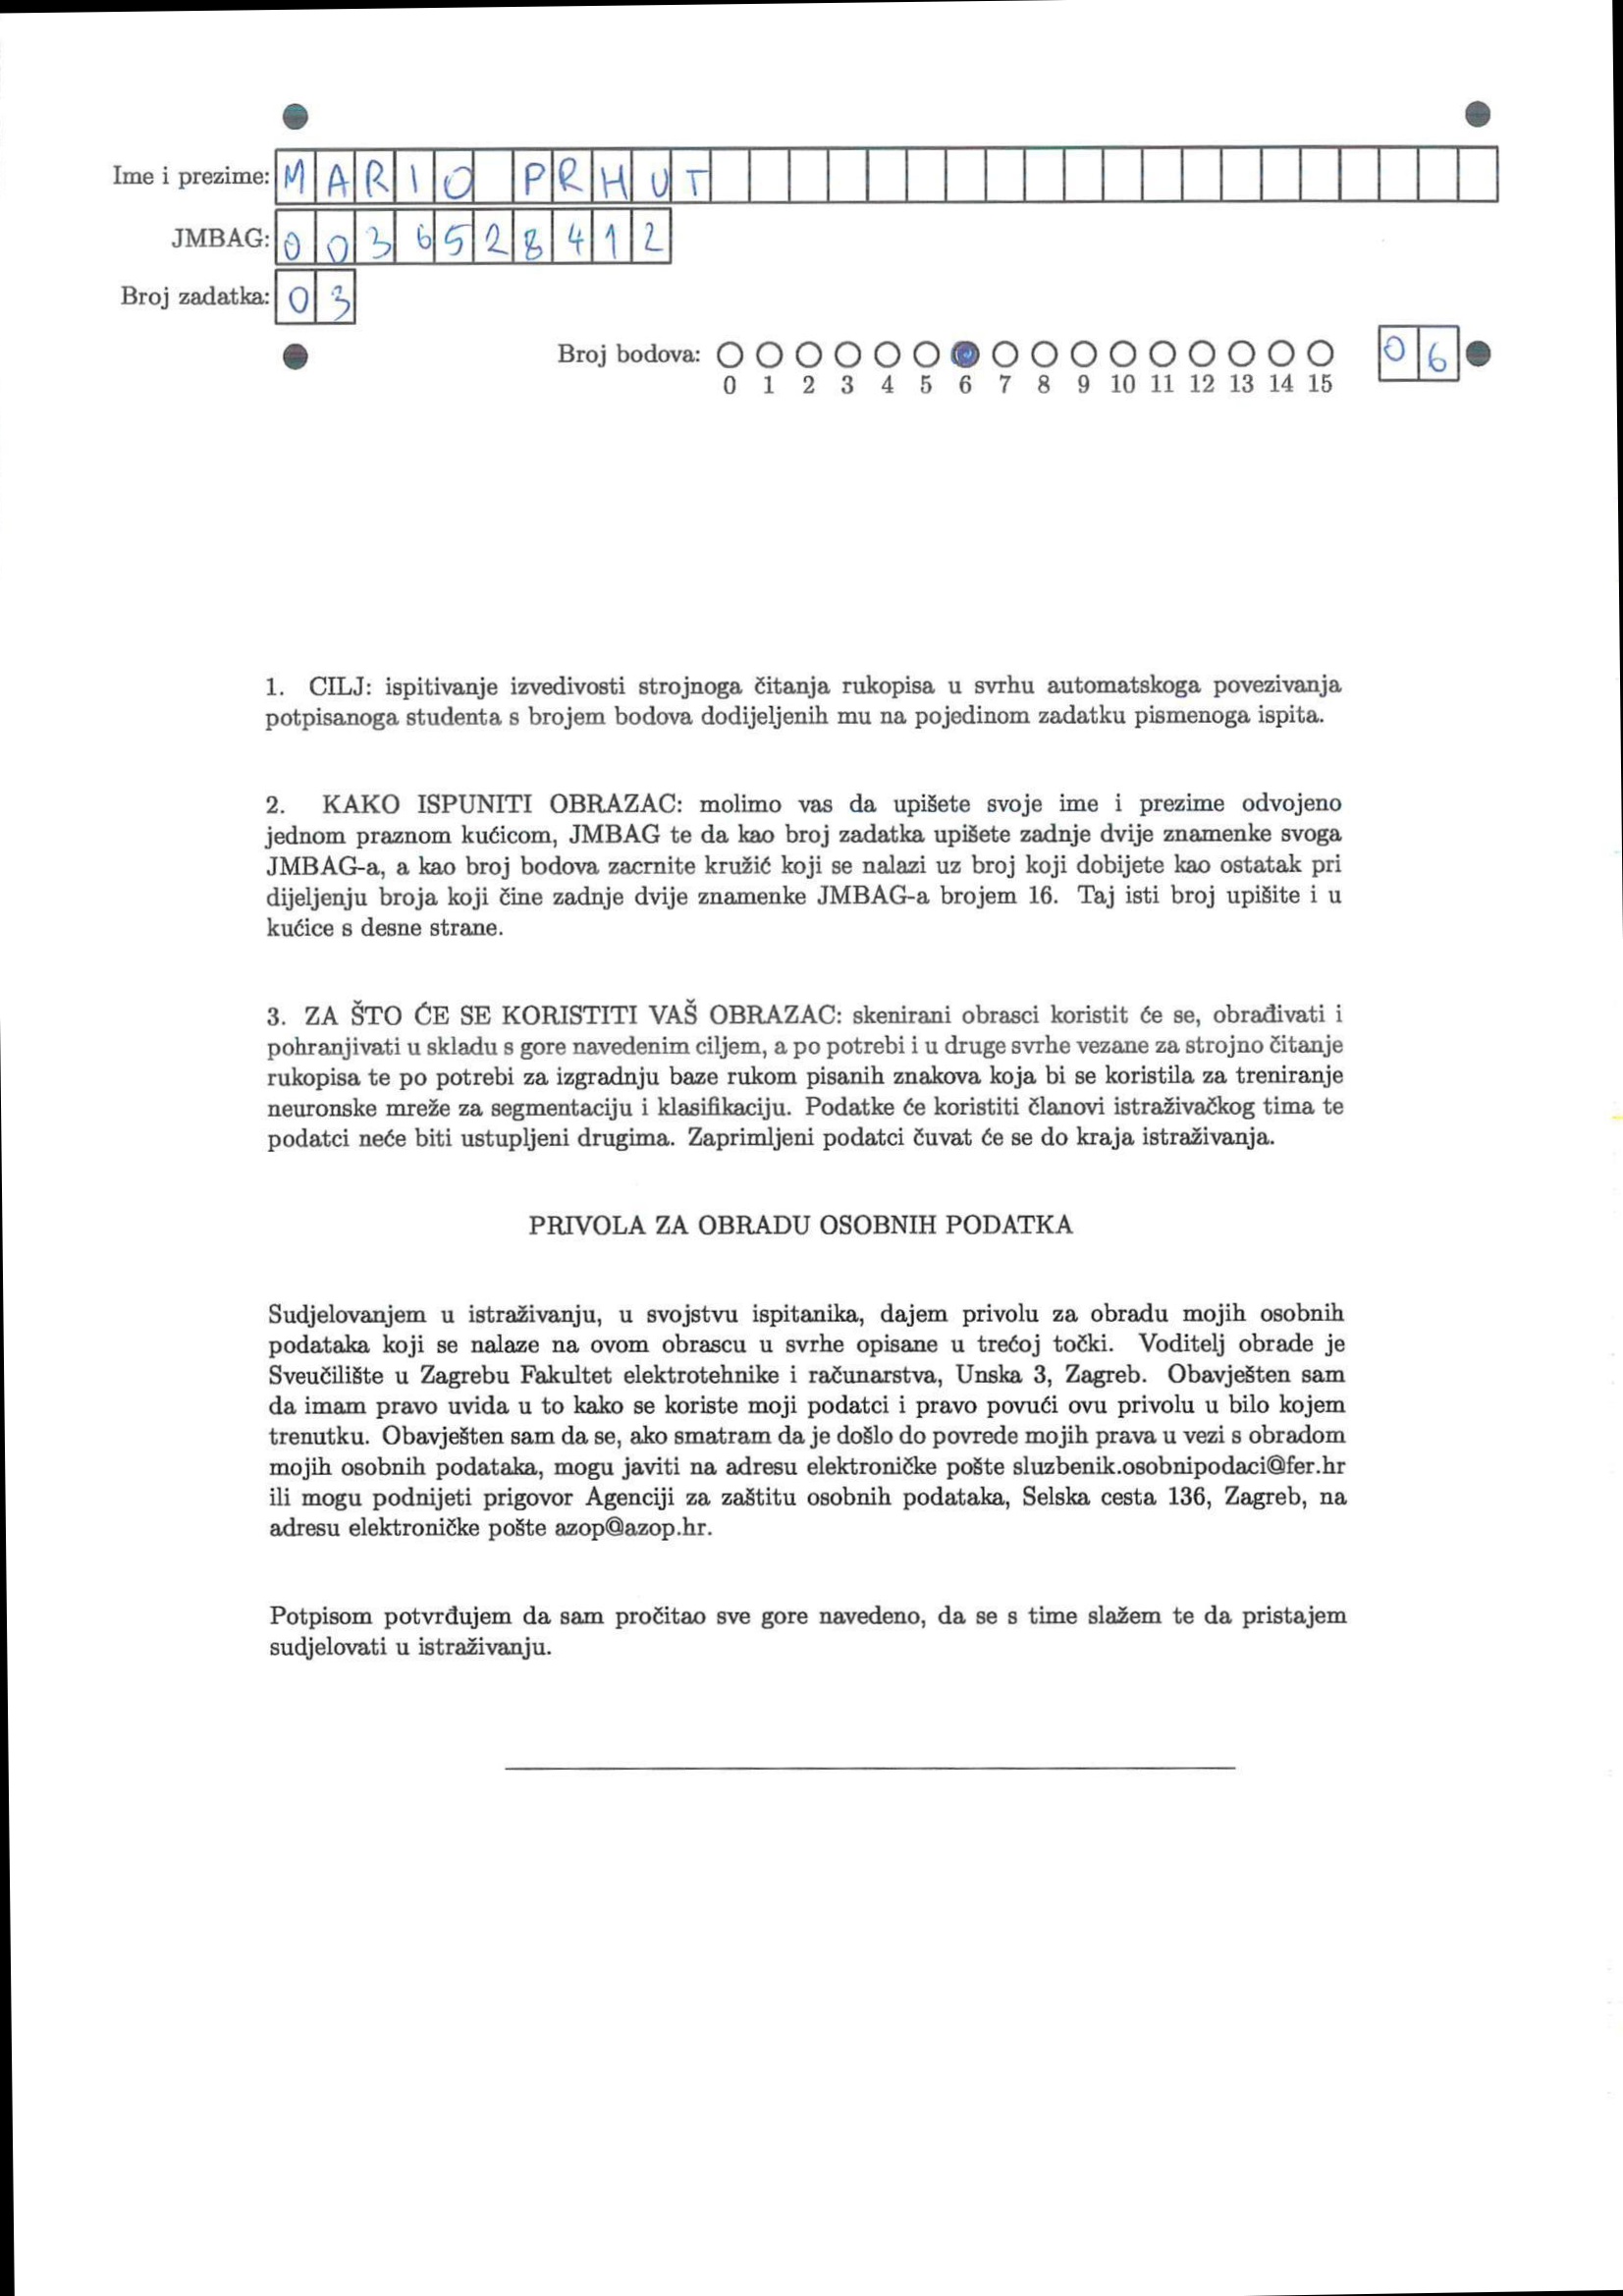 Ime i prezime: MARIO PRHUT
JMBAG: 0036528412
Broj zadatka: 03
Broj bodova: 06
0 1 2 3 4 5 6 7 8 9 10 11 12 13 14 15
1. CILJ: ispitivanje izvedivosti strojnoga čitanja rukopisa u svrhu automatskoga povezivanja
potpisanoga studenta s brojem bodova dodijeljenih mu na pojedinom zadatku pismenoga ispita.
2. KAKO ISPUNITI OBRAZAC: molimo vas da upišete svoje ime i prezime odvojeno
jednom praznom kućicom, JMBAG te da kao broj zadatka upišete zadnje dvije znamenke svoga
JMBAG-a, a kao broj bodova zacrnite kružić koji se nalazi uz broj koji dobijete kao ostatak pri
dijeljenju broja koji čine zadnje dvije znamenke JMBAG-a brojem 16. Taj isti broj upišite i u
kućice s desne strane.
3. ZA ŠTO ĆE SE KORISTITI VAŠ OBRAZAC: skenirani obrasci koristit će se, obrađivati i
pohranjivati u skladu s gore navedenim ciljem, a po potrebi i u druge svrhe vezane za strojno čitanje
rukopisa te po potrebi za izgradnju baze rukom pisanih znakova koja bi se koristila za treniranje
neuronske mreže za segmentaciju i klasifikaciju. Podatke će koristiti članovi istraživačkog tima te
podatci neće biti ustupljeni drugima. Zaprimljeni podatci čuvat će se do kraja istraživanja.
PRIVOLA ZA OBRADU OSOBNIH PODATKA
Sudjelovanjem u istraživanju, u svojstvu ispitanika, dajem privolu za obradu mojih osobnih
podataka koji se nalaze na ovom obrascu u svrhe opisane u trećoj točki. Voditelj obrade je
Sveučilište u Zagrebu Fakultet elektrotehnike i računarstva, Unska 3, Zagreb. Obavješten sam
da imam pravo uvida u to kako se koriste moji podatci i pravo povući ovu privolu u bilo kojem
trenutku. Obavješten sam da se, ako smatram da je došlo do povrede mojih prava u vezi s obradom
mojih osobnih podataka, mogu javiti na adresu elektroničke pošte sluzbenik.osobnipodaci@fer.hr
ili mogu podnijeti prigovor Agenciji za zaštitu osobnih podataka, Selska cesta 136, Zagreb, na
adresu elektroničke pošte azop@azop.hr.
Potpisom potvrđujem da sam pročitao sve gore navedeno, da se s time slažem te da pristajem
sudjelovati u istraživanju.